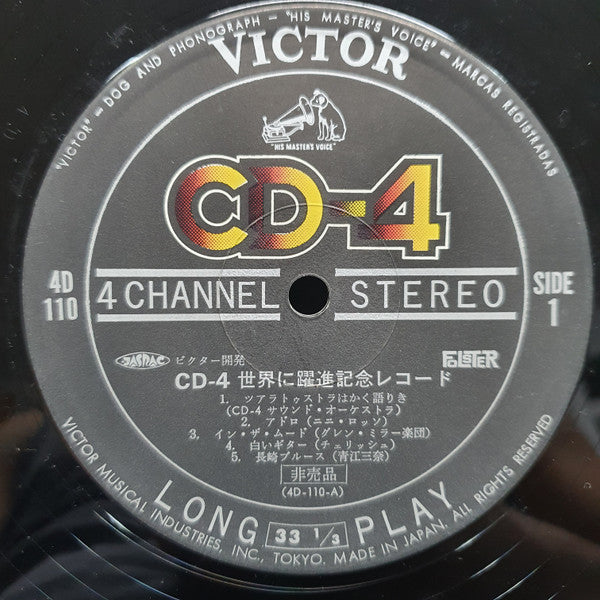 "VICTOR" – DOG AND PHONOGRAPH – "HIS MASTER'S VOICE" – MARCAS REGISTRADAS
VICTOR
"HIS MASTER'S VOICE"
CD-4
4D
110
4 CHANNEL STEREO
SIDE
1
JASRAC
ビクター開発
FOLSTER
CD-4 世界に躍進記念レコード
1. ツアラトゥストラはかく語りき
(CD-4 サウンド・オーケストラ)
2. アドロ(ニニ・ロッソ)
3. イン・ザ・ムード(グレン・ミラー楽団)
4. 白いギター(チェリッシュ)
5. 長崎ブルース(青江三奈)
非売品
(4D-110-A)
LONG 33 1/3 PLAY
VICTOR MUSICAL INDUSTRIES, INC., TOKYO. MADE IN JAPAN. ALL RIGHTS RESERVED